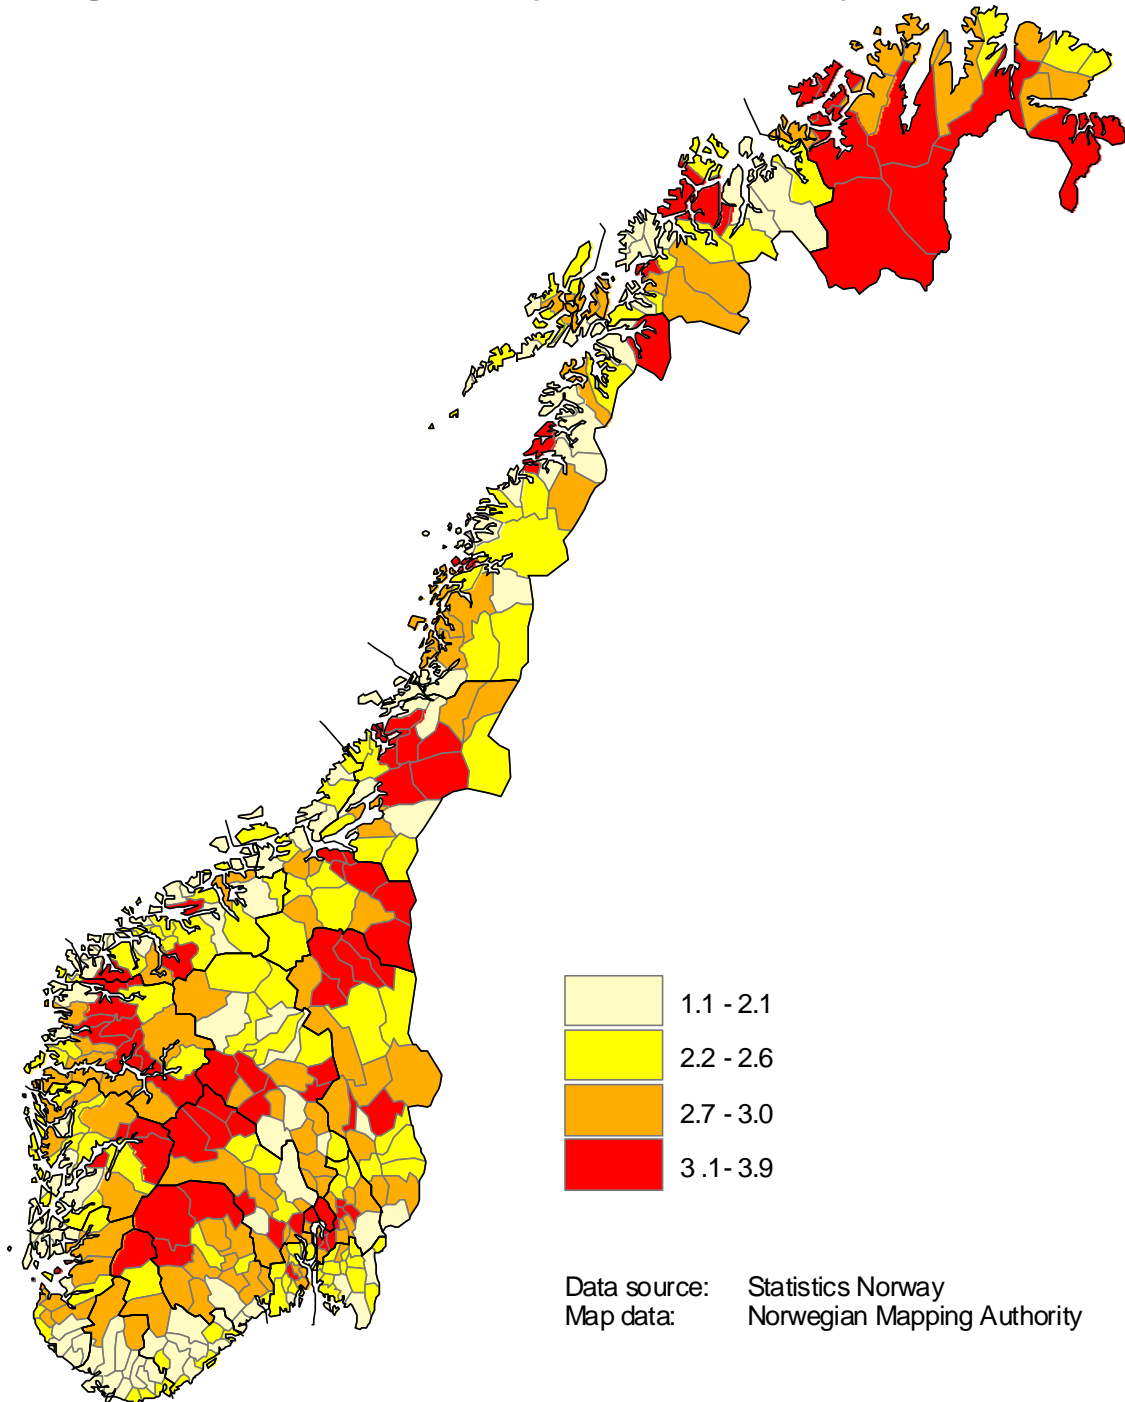 1.1 - 2.1
2.2 - 2.6
2.7 - 3.0
3 .1- 3.9
Data source: Statistics Norway
Map data: Norwegian Mapping Authority